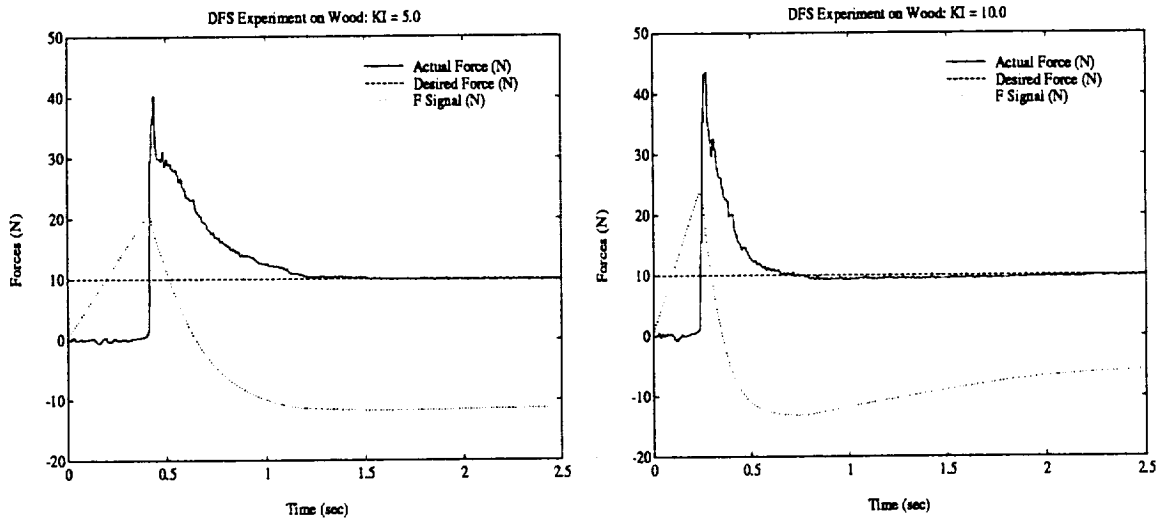 DFS Experiment on Wood: KI = 5.0
50
40
30
20
10
0
-10
-20
Forces (N)
Actual Force (N)
Desired Force (N)
F Signal (N)
0
0.5
1
1.5
2
2.5
Time (sec)
DFS Experiment on Wood: KI = 10.0
50
40
30
20
10
0
-10
-20
Forces (N)
Actual Force (N)
Desired Force (N)
F Signal (N)
0
0.5
1
1.5
2
2.5
Time (sec)